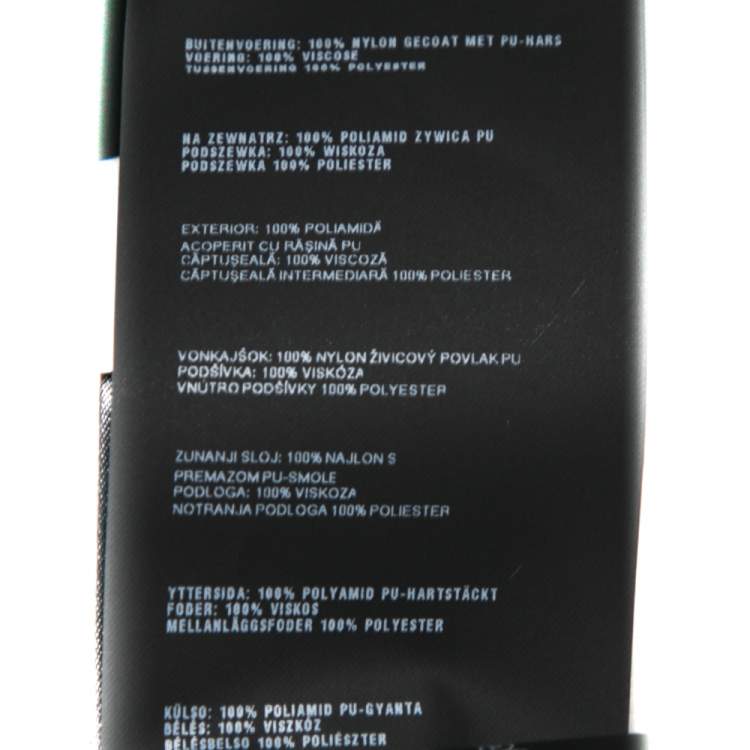 BUITENVOERING: 100% NYLON GECOAT MET PU-HARS
VOERING: 100% VISCOSE
TUSSENVOERING 100% POLYESTER
NA ZEWNATRZ: 100% POLIAMID ZYWICA PU
PODSZEWKA: 100% WISKOZA
PODSZEWKA 100% POLIESTER
EXTERIOR: 100% POLIAMIDĂ
ACOPERIT CU RĂȘINĂ PU
CĂPTUȘEALĂ: 100% VISCOZĂ
CĂPTUȘEALĂ INTERMEDIARĂ 100% POLIESTER
VONKAJŠOK: 100% NYLON ŽIVICOVÝ POVLAK PU
PODŠÍVKA: 100% VISKÓZA
VNÚTRO PODŠÍVKY 100% POLYESTER
ZUNANJI SLOJ: 100% NAJLON S
PREMAZOM PU-SMOLE
PODLOGA: 100% VISKOZA
NOTRANJA PODLOGA 100% POLIESTER
YTTERSIDA: 100% POLYAMID PU-HARTSTÄCKT
FODER: 100% VISKOS
MELLANLÄGGSFODER 100% POLYESTER
KÜLSO: 100% POLIAMID PU-GYANTA
BÉLÉS: 100% VISZKÓZ
BÉLÉSBELSO 100% POLIÉSZTER